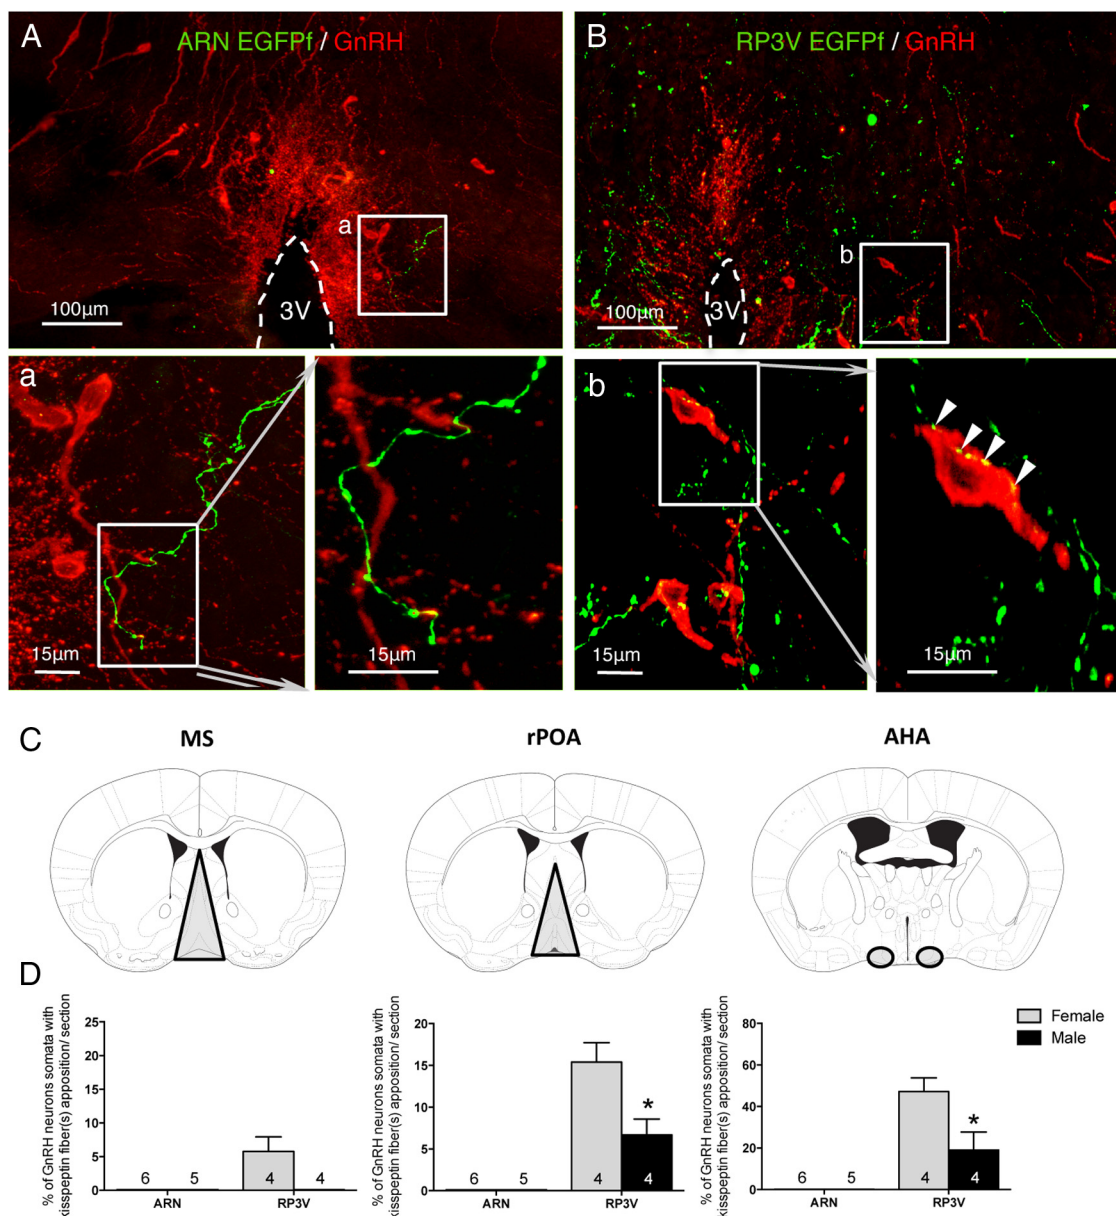 A
ARN EGFPf / GnRH
a
3V
100µm
B
RP3V EGFPf / GnRH
b
3V
100µm
a
15µm
15µm
b
15µm
15µm
C
MS
rPOA
AHA
D
% of GnRH neurons somata with
kisspeptin fiber(s) apposition/ section
25
20
15
10
5
0
6
5
4
4
ARN
RP3V
% of GnRH neurons somata with
kisspeptin fiber(s) apposition/ section
20
15
10
5
0
6
5
4
*
4
ARN
RP3V
% of GnRH neurons somata with
kisspeptin fiber(s) apposition/ section
80
60
40
20
0
6
5
4
*
4
ARN
RP3V
Female
Male